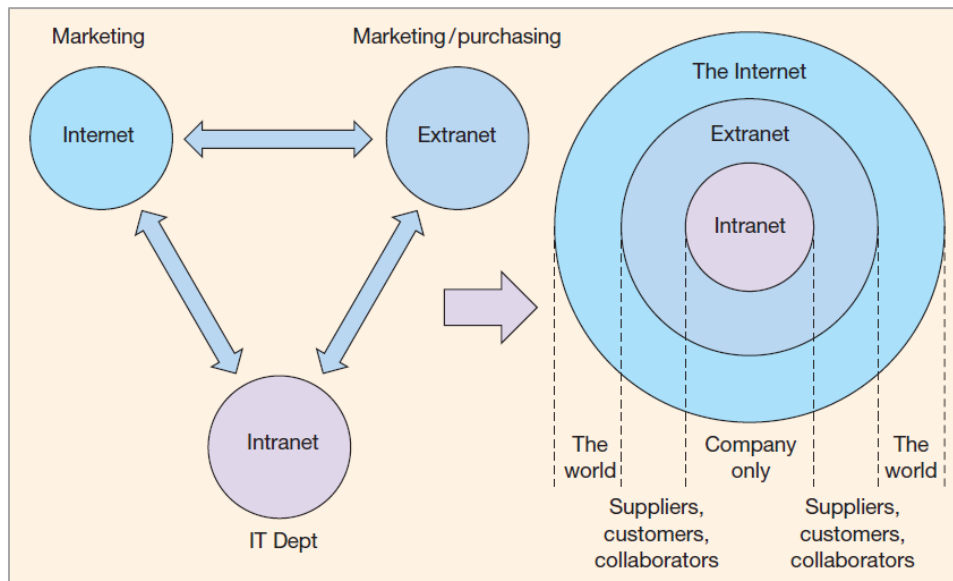 Marketing
Marketing/purchasing
Internet
Extranet
Intranet
IT Dept
The Internet
Extranet
Intranet
The
world
Suppliers,
customers,
collaborators
Company
only
Suppliers,
customers,
collaborators
The
world